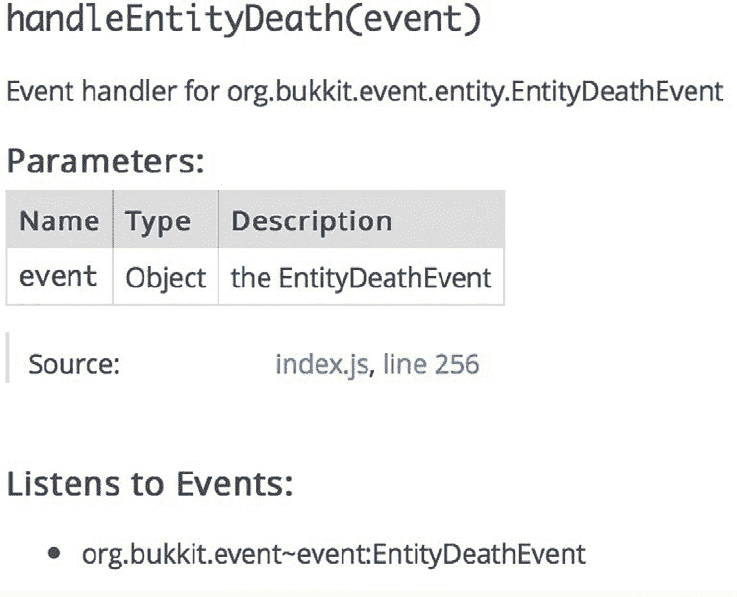 handleEntityDeath(event)
Event handler for org.bukkit.event.entity.EntityDeathEvent
Parameters:
Name Type Description
event Object the EntityDeathEvent
Source: index.js, line 256
Listens to Events:
• org.bukkit.event~event:EntityDeathEvent